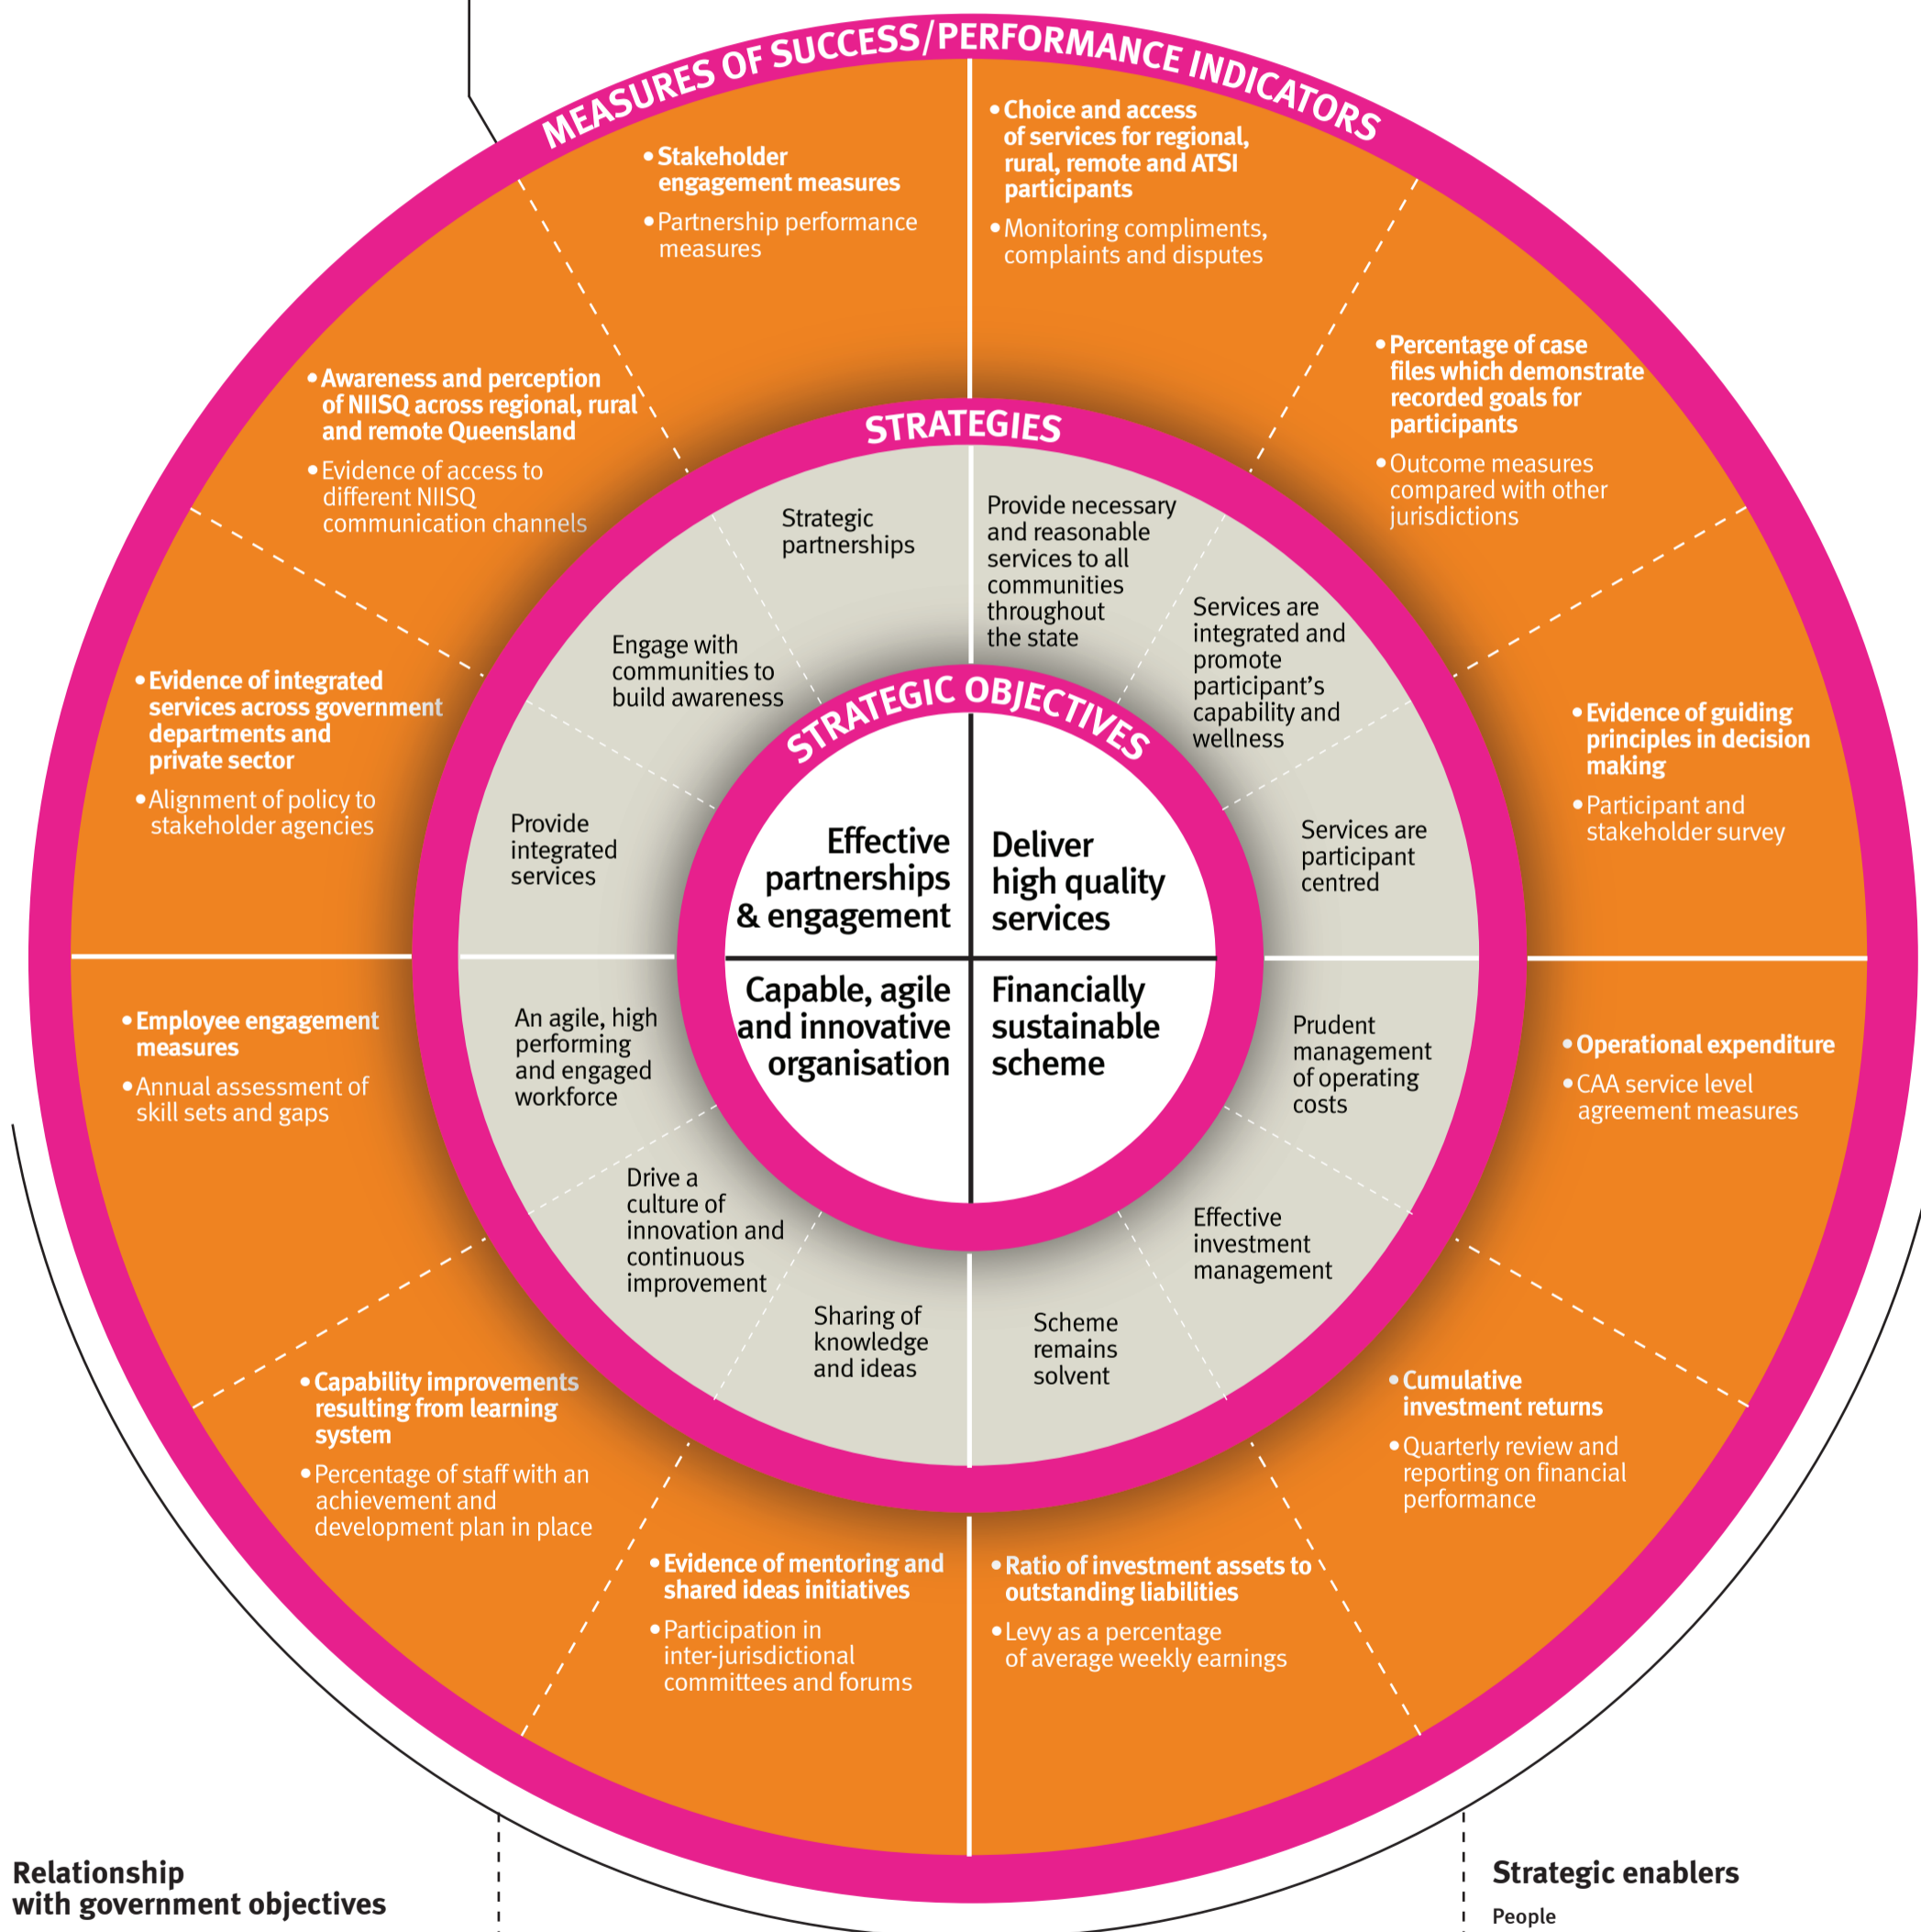 MEASURES OF SUCCESS/PERFORMANCE INDICATORS
• Stakeholder
engagement measures
• Partnership performance
measures
• Choice and access
of services for regional,
rural, remote and ATSI
participants
• Monitoring compliments,
complaints and disputes
• Percentage of case
files which demonstrate
recorded goals for
participants
• Outcome measures
compared with other
jurisdictions
• Evidence of guiding
principles in decision
making
• Participant and
stakeholder survey
• Operational expenditure
• CAA service level
agreement measures
• Cumulative
investment returns
• Quarterly review and
reporting on financial
performance
• Ratio of investment assets to
outstanding liabilities
• Levy as a percentage
of average weekly earnings
• Evidence of mentoring and
shared ideas initiatives
• Participation in
inter-jurisdictional
committees and forums
• Capability improvements
resulting from learning
system
• Percentage of staff with an
achievement and
development plan in place
• Employee engagement
measures
• Annual assessment of
skill sets and gaps
• Evidence of integrated
services across government
departments and
private sector
• Alignment of policy to
stakeholder agencies
• Awareness and perception
of NIISQ across regional, rural
and remote Queensland
• Evidence of access to
different NIISQ
communication channels
STRATEGIES
Strategic
partnerships
Provide necessary
and reasonable
services to all
communities
throughout
the state
Services are
integrated and
promote
participant's
capability and
wellness
Services are
participant
centred
Prudent
management
of operating
costs
Effective
investment
management
Scheme
remains
solvent
Sharing of
knowledge
and ideas
Drive a
culture of
innovation and
continuous
improvement
An agile, high
performing
and engaged
workforce
Provide
integrated
services
Engage with
communities to
build awareness
STRATEGIC OBJECTIVES
Effective
partnerships
& engagement
Deliver
high quality
services
Capable, agile
and innovative
organisation
Financially
sustainable
scheme
Relationship
with government objectives
Strategic enablers
People